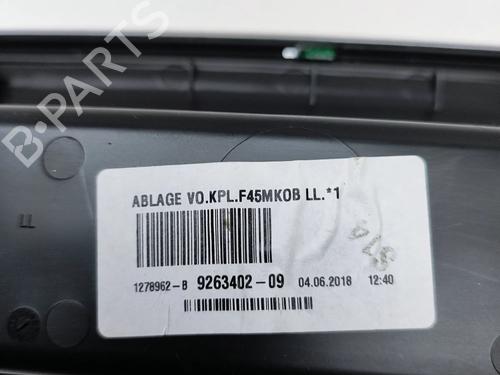 B-PARTS
ABLAGE VO.KPL.F45MKOB LL.*1
1278962-B 9263402-09 04.06.2018 12:40